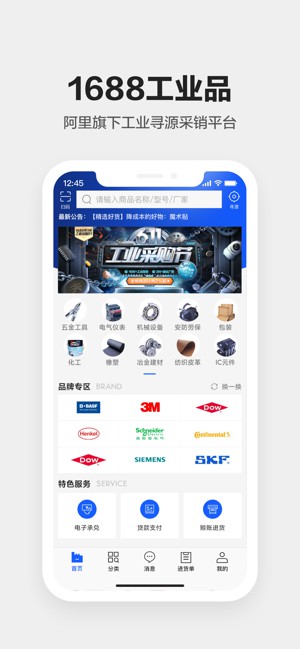 1688工业品
阿里旗下工业寻源采销平台
12:45
扫码
请输入商品名称/型号/厂家
最新公告：【精选好货】降成本的好物：魔术贴
6.11
工业采购节
五金工具 电气仪表 机械设备 安防劳保 包装
化工 橡塑 冶金建材 纺织皮革 IC元件
品牌专区 BRAND 换一换
BASF 3M Dow
Henkel Schneider Electric Continental
Dow SIEMENS SKF
特色服务 SERVICE
电子承兑 贷款支付 赊账进货
首页 分类 消息 进货单 我的